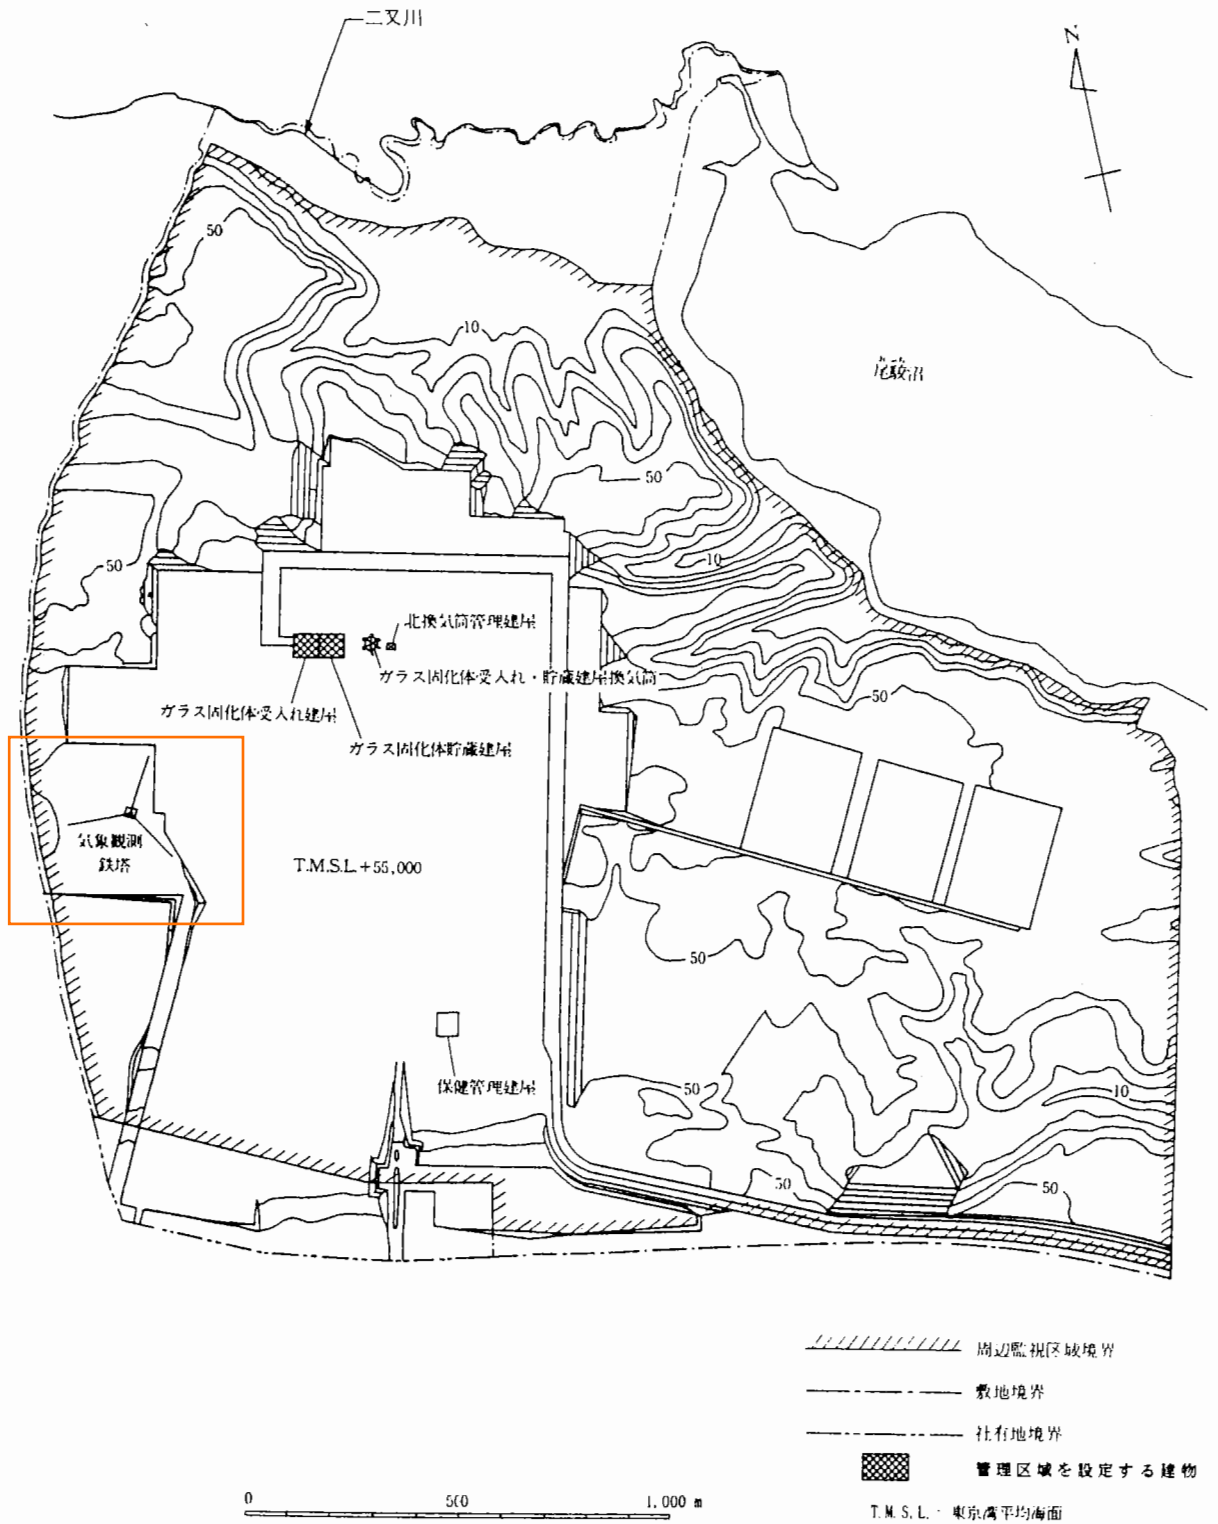 二又川
N
50
10
尾駮沼
50
50
10
北換気筒管理建屋
ガラス固化体受入れ・貯蔵建屋換気筒
50
ガラス固化体受入れ建屋
ガラス固化体貯蔵建屋
気象観測
鉄塔
T.M.S.L.+55,000
50
保健管理建屋
50
10
50
50
周辺監視区域境界
敷地境界
社有地境界
管理区域を設定する建物
0 500 1,000 m
T.M.S.L. : 東京湾平均海面